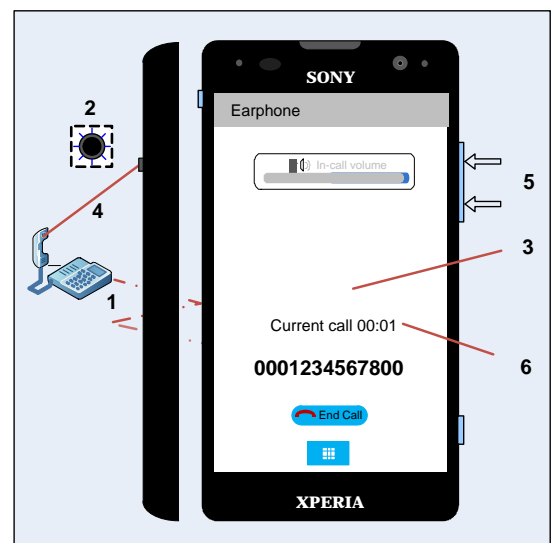 SONY
2
Earphone
In-call volume
5
4
3
1
Current call 00:01
6
0001234567800
End Call
XPERIA